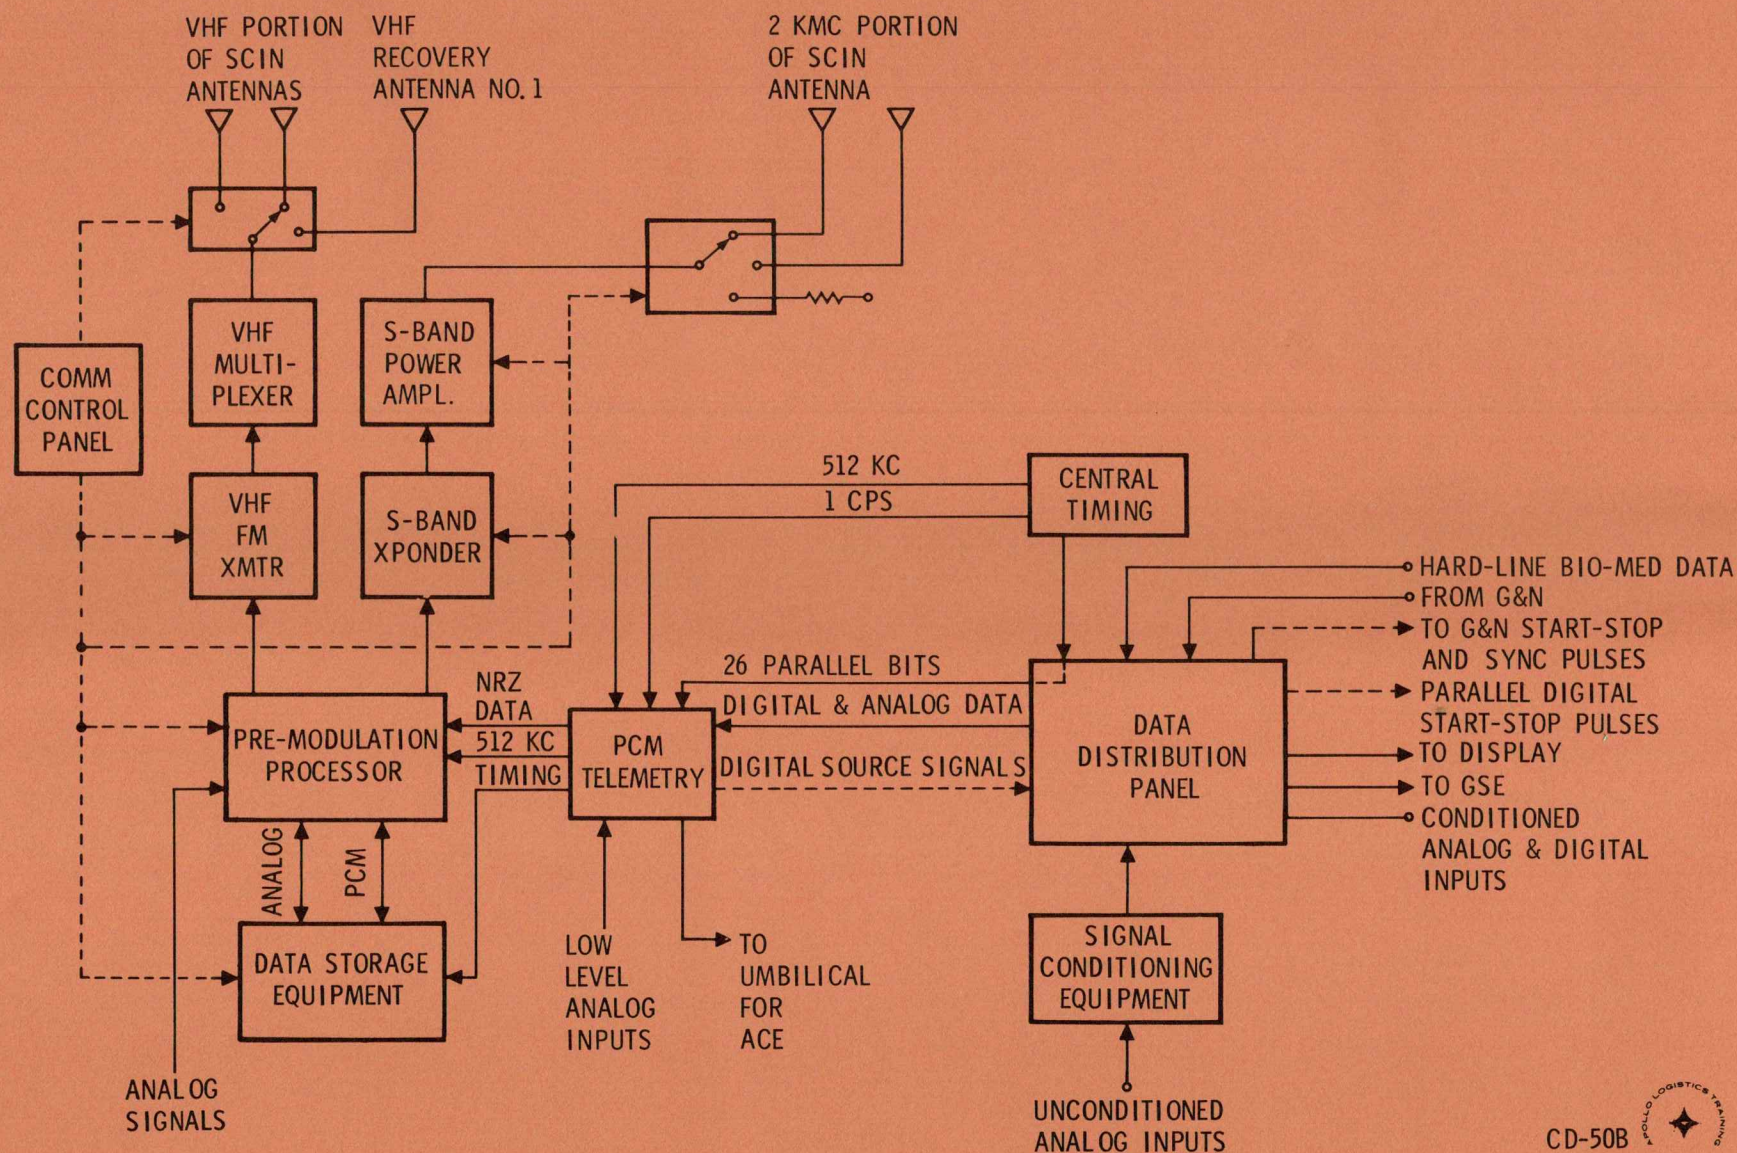 VHF PORTION
OF SCIN
ANTENNAS
VHF
RECOVERY
ANTENNA NO. 1
2 KMC PORTION
OF SCIN
ANTENNA
COMM
CONTROL
PANEL
VHF
MULTI-
PLEXER
S-BAND
POWER
AMPL.
VHF
FM
XMTR
S-BAND
XPONDER
512 KC
1 CPS
CENTRAL
TIMING
HARD-LINE BIO-MED DATA
FROM G&N
TO G&N START-STOP
AND SYNC PULSES
PARALLEL DIGITAL
START-STOP PULSES
TO DISPLAY
TO GSE
CONDITIONED
ANALOG & DIGITAL
INPUTS
26 PARALLEL BITS
DIGITAL & ANALOG DATA
DIGITAL SOURCE SIGNALS
NRZ
DATA
512 KC
TIMING
PRE-MODULATION
PROCESSOR
PCM
TELEMETRY
DATA
DISTRIBUTION
PANEL
ANALOG
PCM
DATA STORAGE
EQUIPMENT
LOW
LEVEL
ANALOG
INPUTS
TO
UMBILICAL
FOR
ACE
SIGNAL
CONDITIONING
EQUIPMENT
ANALOG
SIGNALS
UNCONDITIONED
ANALOG INPUTS
CD-50B
APOLLO LOGISTICS TRAINING